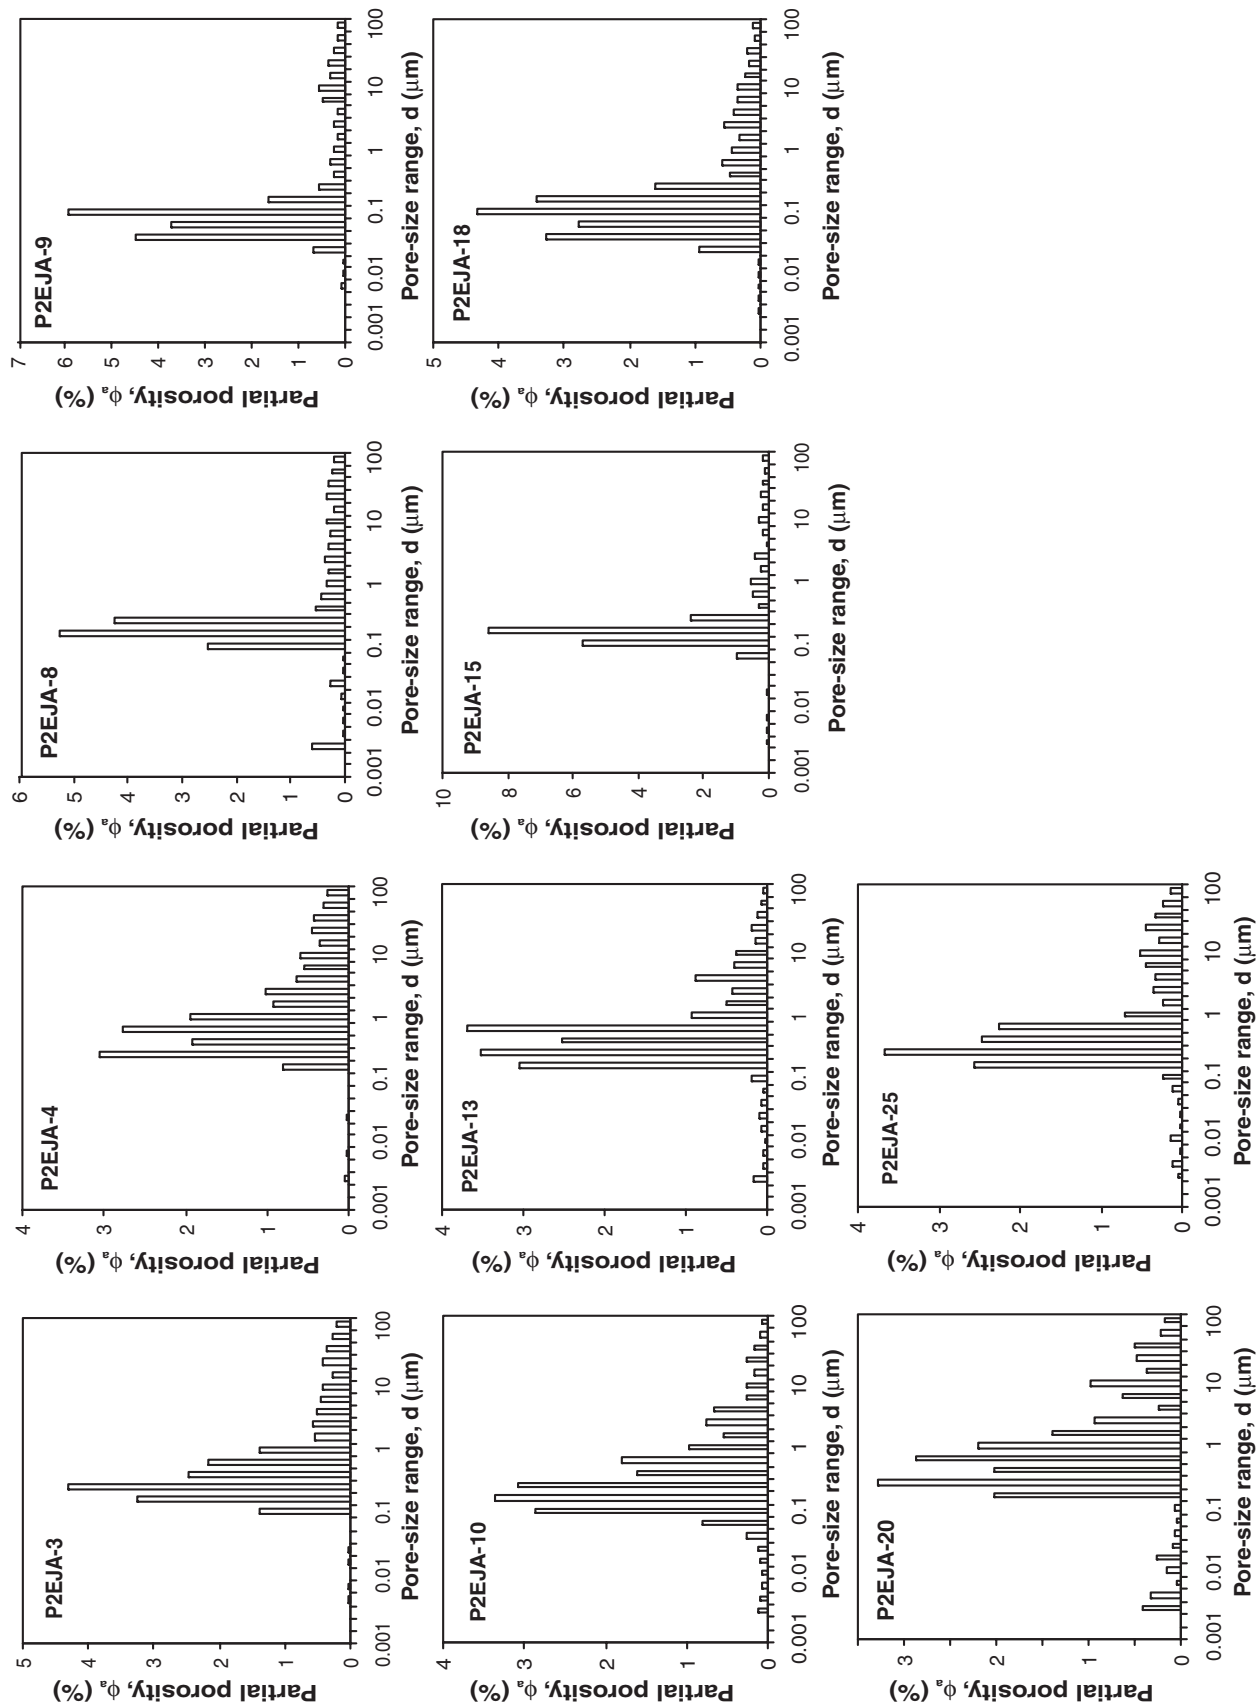 P2EJA-3
Partial porosity, φa (%)
5
4
3
2
1
0
0.001 0.01 0.1 1 10 100
Pore-size range, d (μm)
P2EJA-4
Partial porosity, φa (%)
4
3
2
1
0
0.001 0.01 0.1 1 10 100
Pore-size range, d (μm)
P2EJA-8
Partial porosity, φa (%)
6
5
4
3
2
1
0
0.001 0.01 0.1 1 10 100
Pore-size range, d (μm)
P2EJA-9
Partial porosity, φa (%)
7
6
5
4
3
2
1
0
0.001 0.01 0.1 1 10 100
Pore-size range, d (μm)
P2EJA-10
Partial porosity, φa (%)
4
3
2
1
0
0.001 0.01 0.1 1 10 100
Pore-size range, d (μm)
P2EJA-13
Partial porosity, φa (%)
4
3
2
1
0
0.001 0.01 0.1 1 10 100
Pore-size range, d (μm)
P2EJA-15
Partial porosity, φa (%)
10
8
6
4
2
0
0.001 0.01 0.1 1 10 100
Pore-size range, d (μm)
P2EJA-18
Partial porosity, φa (%)
5
4
3
2
1
0
0.001 0.01 0.1 1 10 100
Pore-size range, d (μm)
P2EJA-20
Partial porosity, φa (%)
3
2
1
0
0.001 0.01 0.1 1 10 100
Pore-size range, d (μm)
P2EJA-25
Partial porosity, φa (%)
4
3
2
1
0
0.001 0.01 0.1 1 10 100
Pore-size range, d (μm)